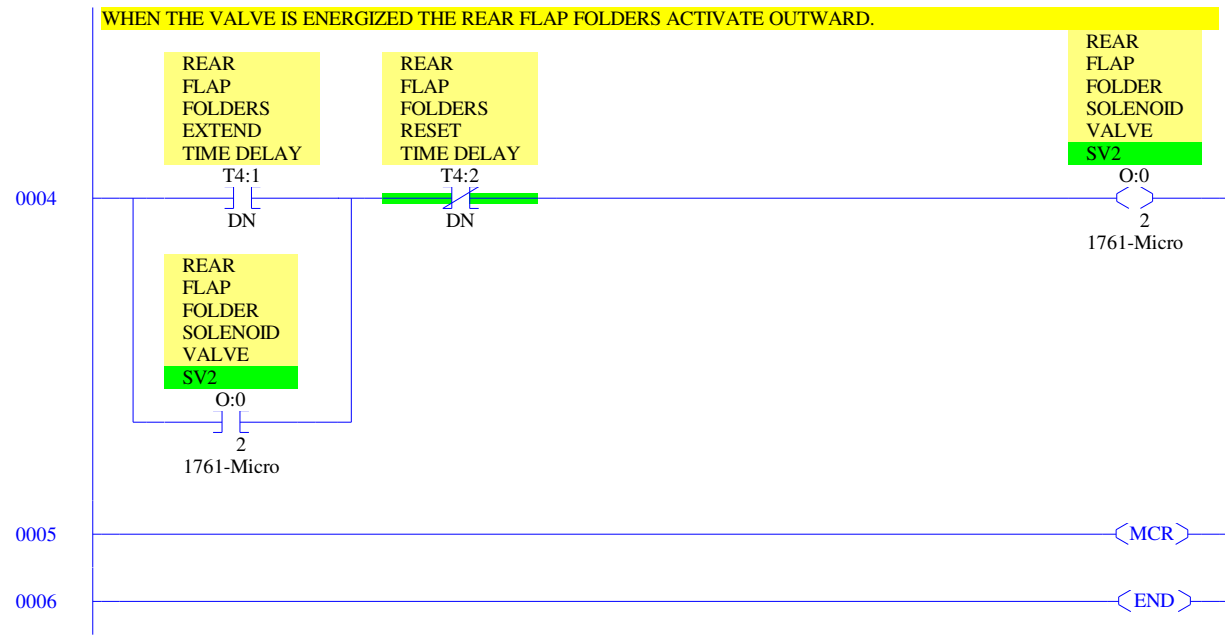 WHEN THE VALVE IS ENERGIZED THE REAR FLAP FOLDERS ACTIVATE OUTWARD.
REAR
FLAP
FOLDERS
EXTEND
TIME DELAY
T4:1
DN
REAR
FLAP
FOLDERS
RESET
TIME DELAY
T4:2
DN
REAR
FLAP
FOLDER
SOLENOID
VALVE
SV2
O:0
2
1761-Micro
0004
REAR
FLAP
FOLDER
SOLENOID
VALVE
SV2
O:0
2
1761-Micro
0005
MCR
0006
END